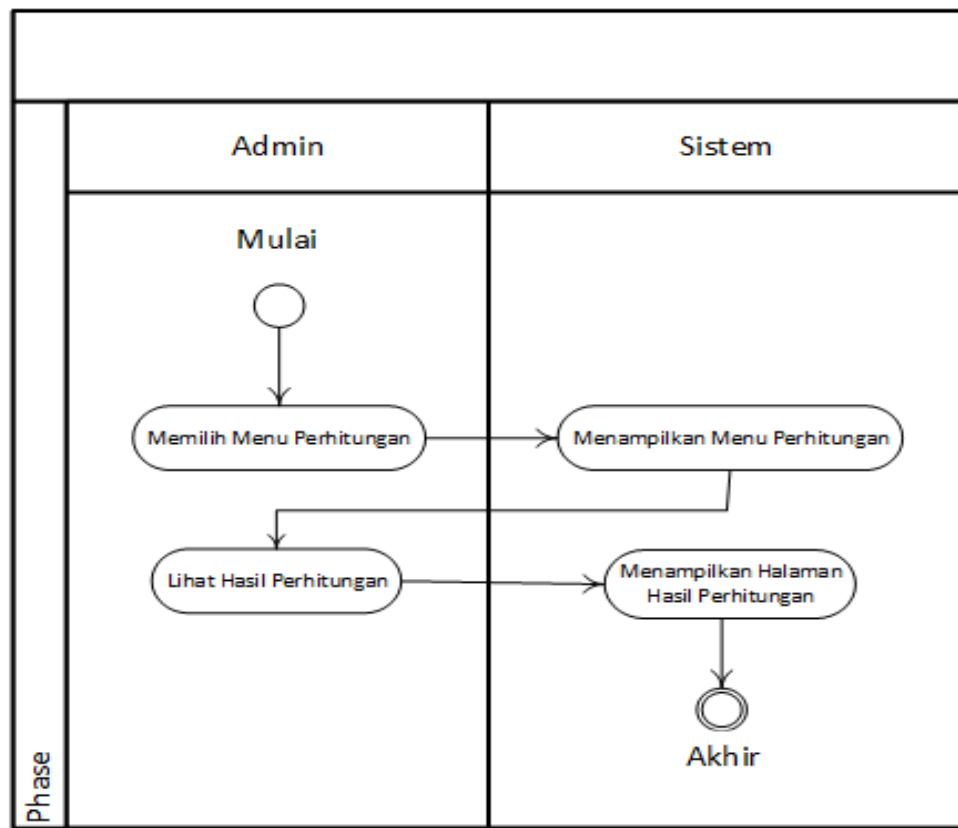 Admin
Sistem
Mulai
Memilih Menu Perhitungan
Menampilkan Menu Perhitungan
Lihat Hasil Perhitungan
Menampilkan Halaman
Hasil Perhitungan
Akhir
Phase